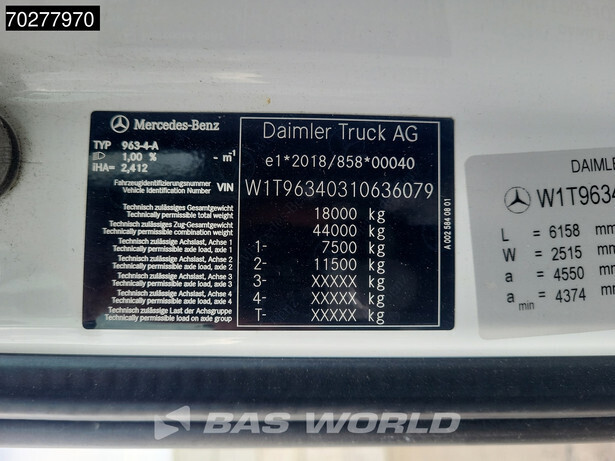 70277970
Mercedes-Benz
TYP 963-4-A
1,00 % - m⁻¹
iHA= 2,412
Daimler Truck AG
e1*2018/858*00040
Fahrzeugidentifizierungsnummer
Vehicle Identification Number VIN W1T96340310636079
Technisch zulässiges Gesamtgewicht
Technically permissible total weight 18000 kg
Technisch zulässiges Zug-Gesamtgewicht
Technically permissible combination weight 44000 kg
Technisch zulässige Achslast, Achse 1
Technically permissible axle load, axle 1 1- 7500 kg
Technisch zulässige Achslast, Achse 2
Technically permissible axle load, axle 2 2- 11500 kg
Technisch zulässige Achslast, Achse 3
Technically permissible axle load, axle 3 3- XXXXX kg
Technisch zulässige Achslast, Achse 4
Technically permissible axle load, axle 4 4- XXXXX kg
Technisch zulässige Last der Achsgruppe
Technically permissible load on axle group T- XXXXX kg
A 002 584 08 01
DAIML
W1T9634
L = 6158 mm
W = 2515 mm
a = 4550 mm
a min = 4374 mm
BAS WORLD